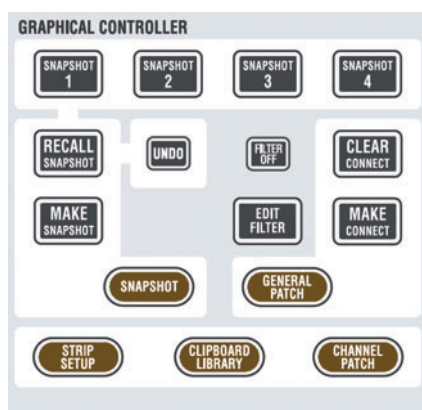 GRAPHICAL CONTROLLER
SNAPSHOT
1
SNAPSHOT
2
SNAPSHOT
3
SNAPSHOT
4
RECALL
SNAPSHOT
UNDO
FILTER
OFF
CLEAR
CONNECT
MAKE
SNAPSHOT
EDIT
FILTER
MAKE
CONNECT
SNAPSHOT
GENERAL
PATCH
STRIP
SETUP
CLIPBOARD
LIBRARY
CHANNEL
PATCH